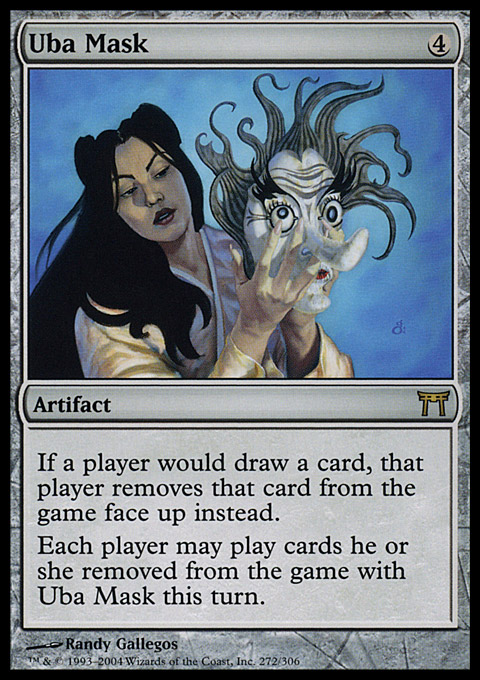 Uba Mask 4
Artifact
If a player would draw a card, that
player removes that card from the
game face up instead.
Each player may play cards he or
she removed from the game with
Uba Mask this turn.
Randy Gallegos
™ & © 1993–2004 Wizards of the Coast, Inc. 272/306